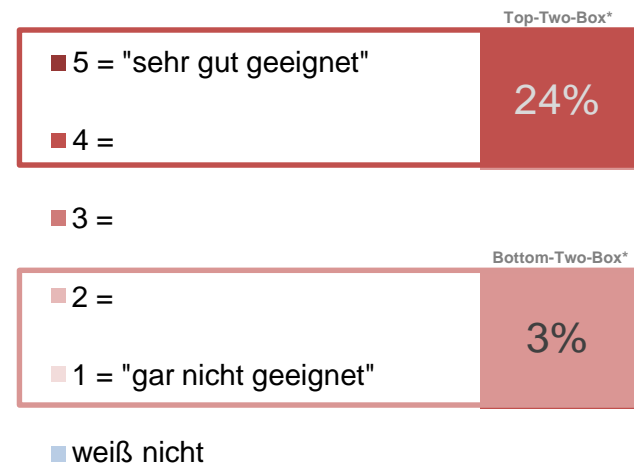 Top-Two-Box*
5 = "sehr gut geeignet"
24%
4 =
3 =
Bottom-Two-Box*
2 =
3%
1 = "gar nicht geeignet"
weiß nicht